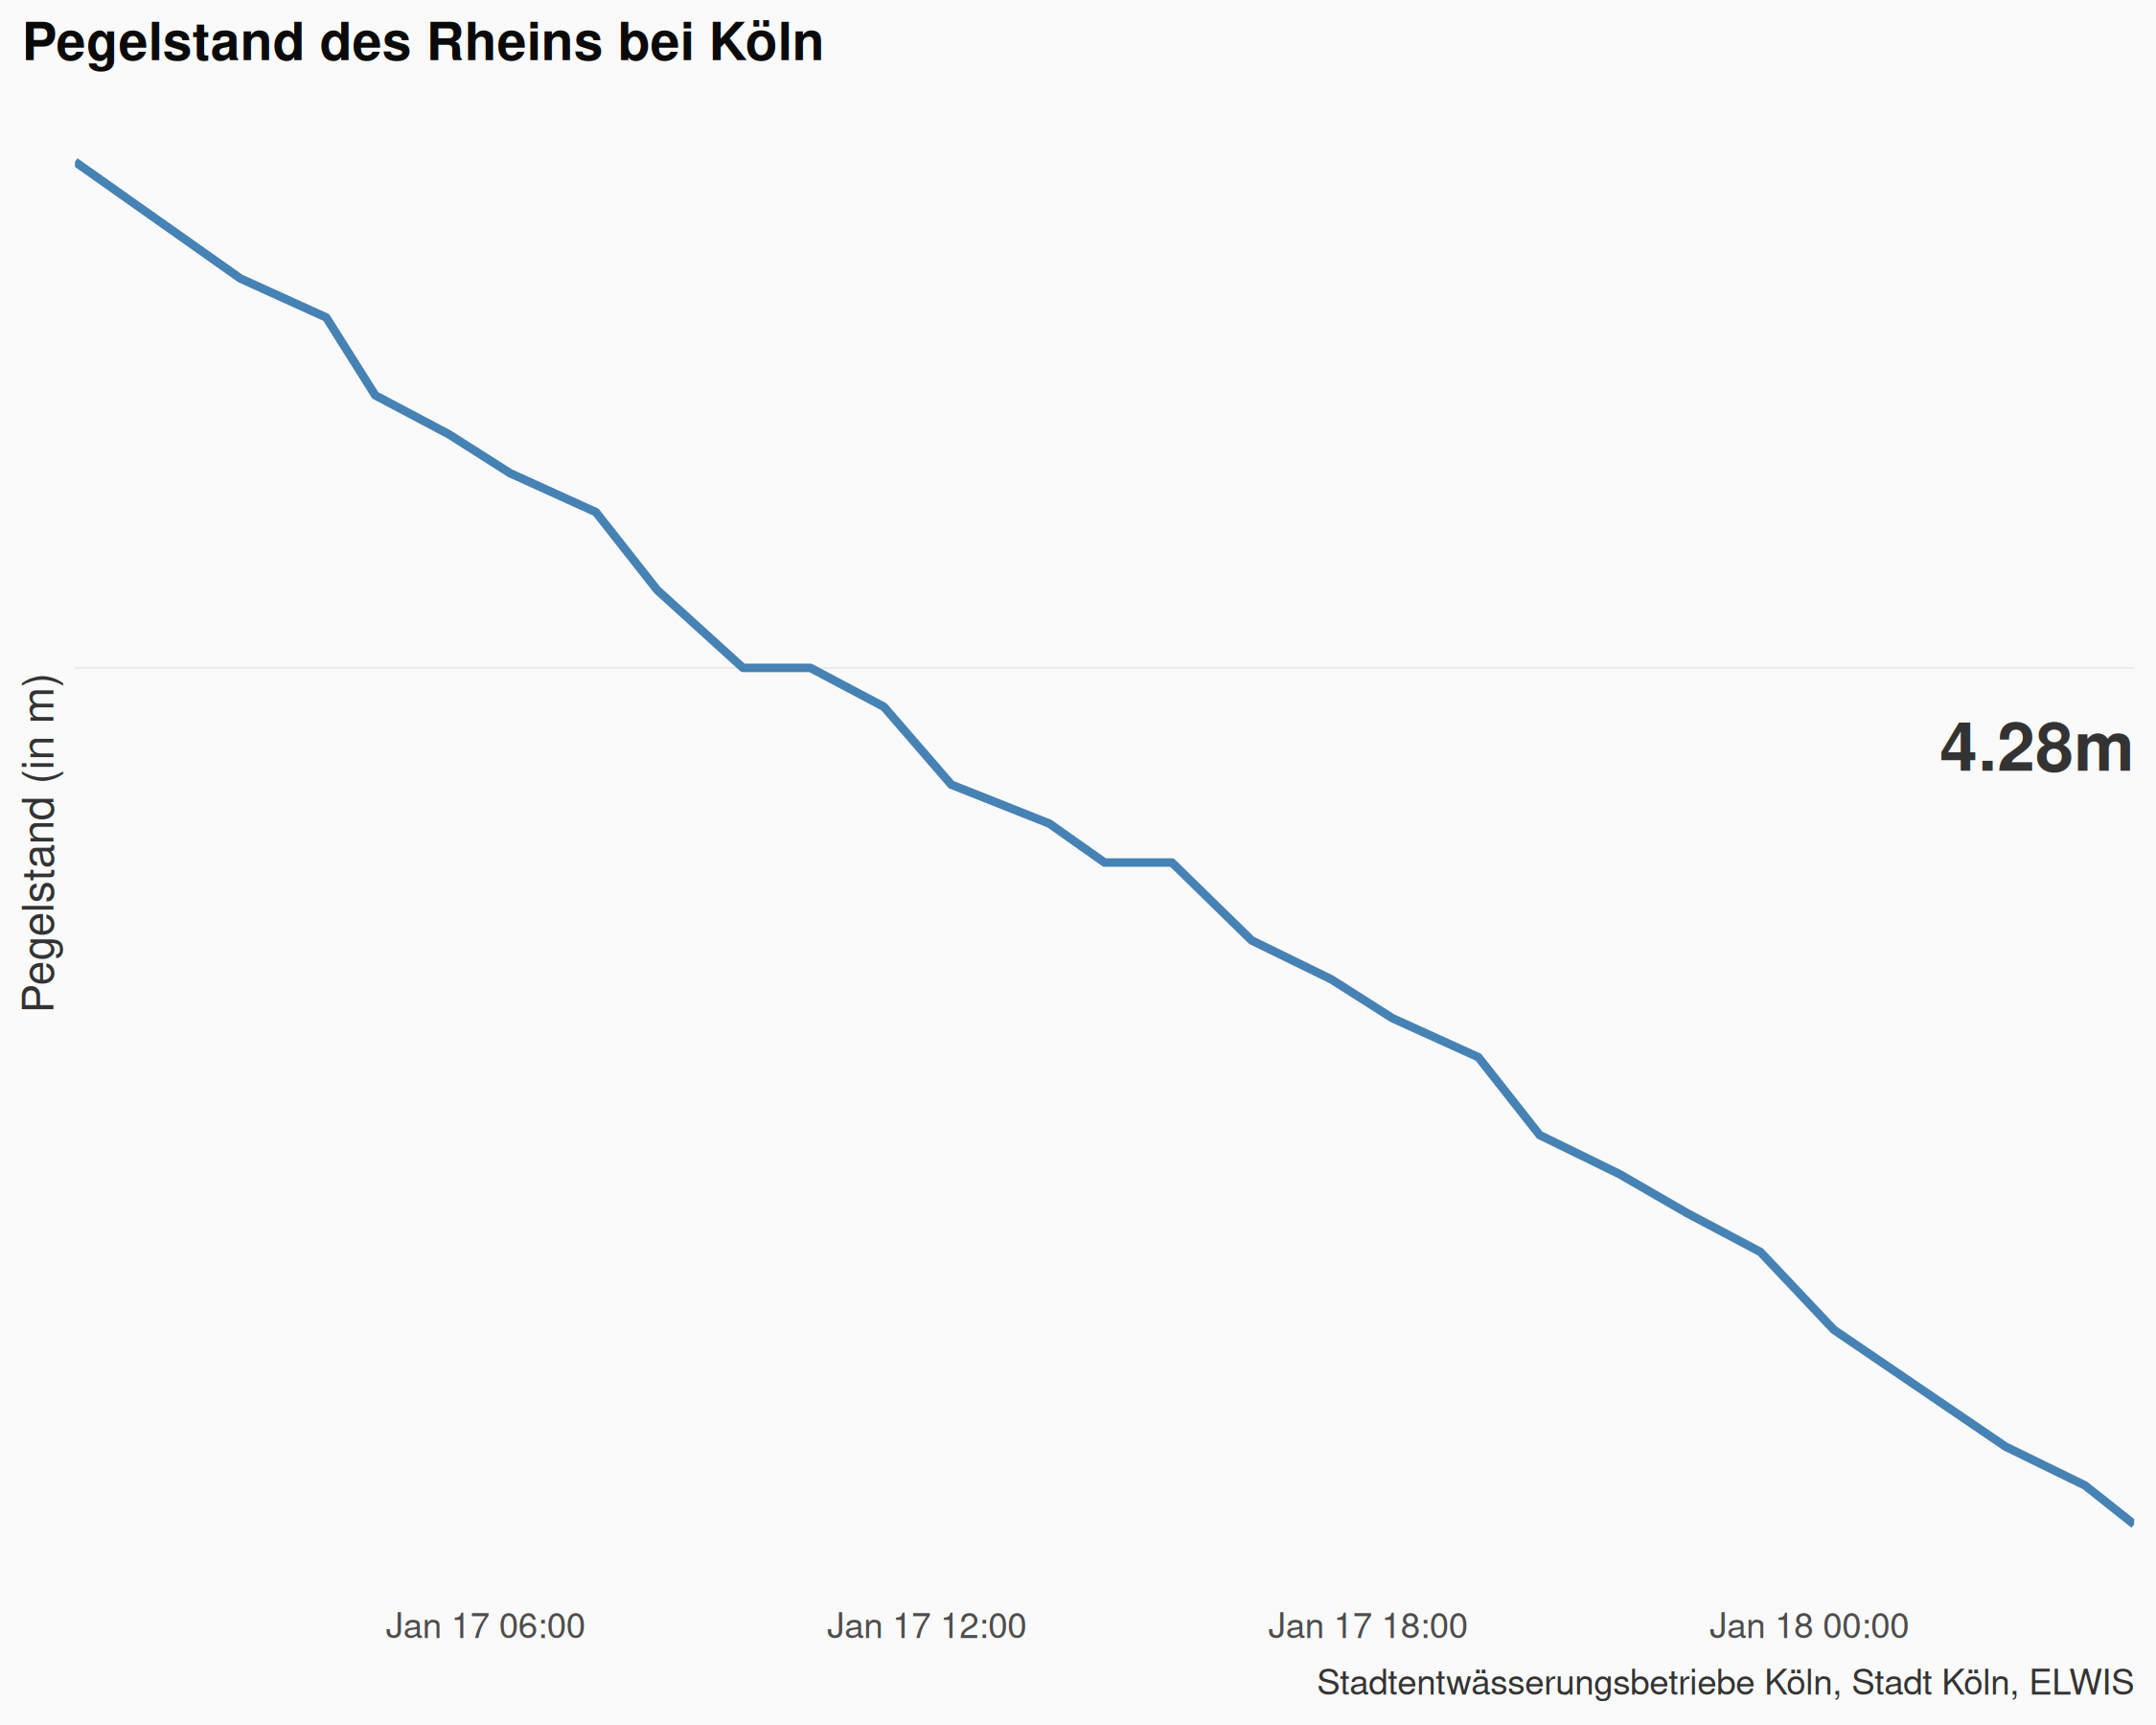 Pegelstand des Rheins bei Köln
Pegelstand (in m)
4.28m
Jan 17 06:00 Jan 17 12:00 Jan 17 18:00 Jan 18 00:00
Stadtentwässerungsbetriebe Köln, Stadt Köln, ELWIS